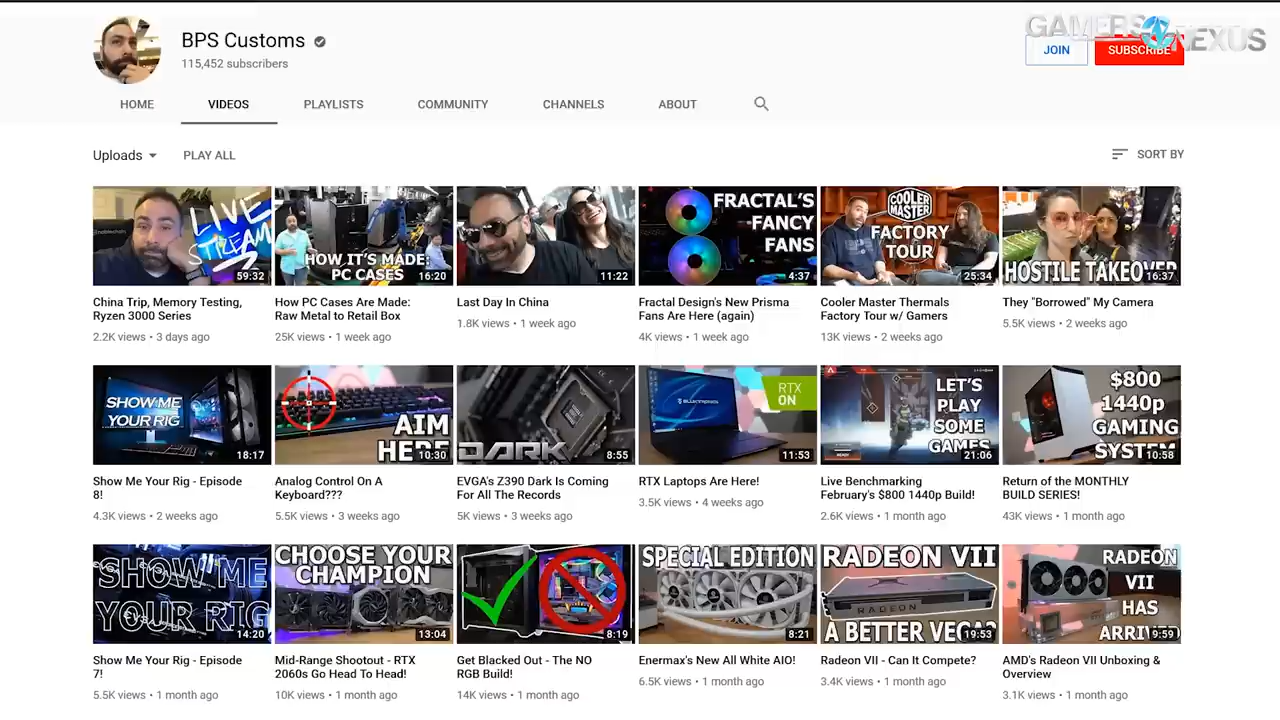 GAMERS NEXUS
BPS Customs
115,452 subscribers
JOIN
SUBSCRIBE
HOME
VIDEOS
PLAYLISTS
COMMUNITY
CHANNELS
ABOUT
Uploads
PLAY ALL
SORT BY
LIVE
STREAM
59:32
HOW IT'S MADE:
PC CASES
16:20
11:22
FRACTAL'S
FANCY
FANS
4:37
COOLER
MASTER
FACTORY
TOUR
25:34
HOSTILE TAKEOVER
16:37
China Trip, Memory Testing,
Ryzen 3000 Series
2.2K views • 3 days ago
How PC Cases Are Made:
Raw Metal to Retail Box
25K views • 1 week ago
Last Day In China
1.8K views • 1 week ago
Fractal Design's New Prisma
Fans Are Here (again)
4K views • 1 week ago
Cooler Master Thermals
Factory Tour w/ Gamers
13K views • 2 weeks ago
They "Borrowed" My Camera
5.5K views • 2 weeks ago
SHOW ME
YOUR RIG
18:17
AIM
HERE
10:30
DARK
8:55
RTX
ON
11:53
LET'S
PLAY
SOME
GAMES
21:06
$800
1440p
GAMING
SYSTEM
10:58
Show Me Your Rig - Episode
8!
4.3K views • 2 weeks ago
Analog Control On A
Keyboard???
5.5K views • 3 weeks ago
EVGA's Z390 Dark Is Coming
For All The Records
5K views • 3 weeks ago
RTX Laptops Are Here!
3.5K views • 4 weeks ago
Live Benchmarking
February's $800 1440p Build!
2.6K views • 1 month ago
Return of the MONTHLY
BUILD SERIES!
43K views • 1 month ago
SHOW ME
YOUR RIG
14:20
CHOOSE YOUR
CHAMPION
13:04
8:19
SPECIAL EDITION
8:21
RADEON VII
RADEON
A BETTER VEGA?
19:53
RADEON
VII
HAS
ARRIVED
9:59
Show Me Your Rig - Episode
7!
5.5K views • 1 month ago
Mid-Range Shootout - RTX
2060s Go Head To Head!
10K views • 1 month ago
Get Blacked Out - The NO
RGB Build!
14K views • 1 month ago
Enermax's New All White AIO!
6.5K views • 1 month ago
Radeon VII - Can It Compete?
3.4K views • 1 month ago
AMD's Radeon VII Unboxing &
Overview
3.1K views • 1 month ago